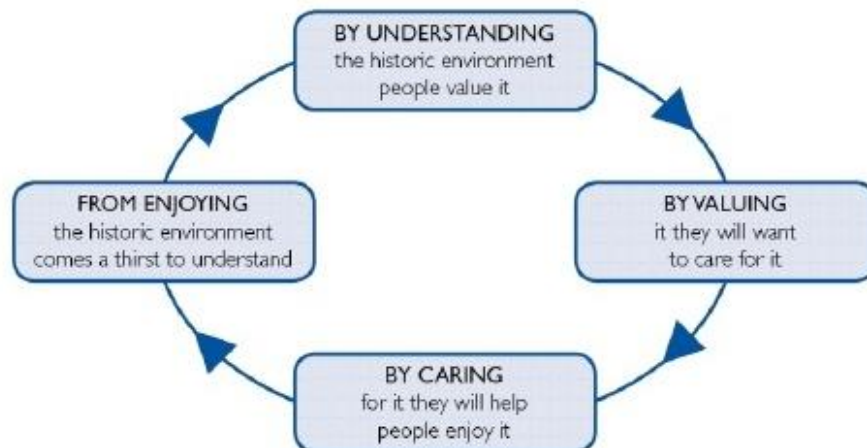 BY UNDERSTANDING
the historic environment
people value it
BY VALUING
it they will want
to care for it
BY CARING
for it they will help
people enjoy it
FROM ENJOYING
the historic environment
comes a thirst to understand